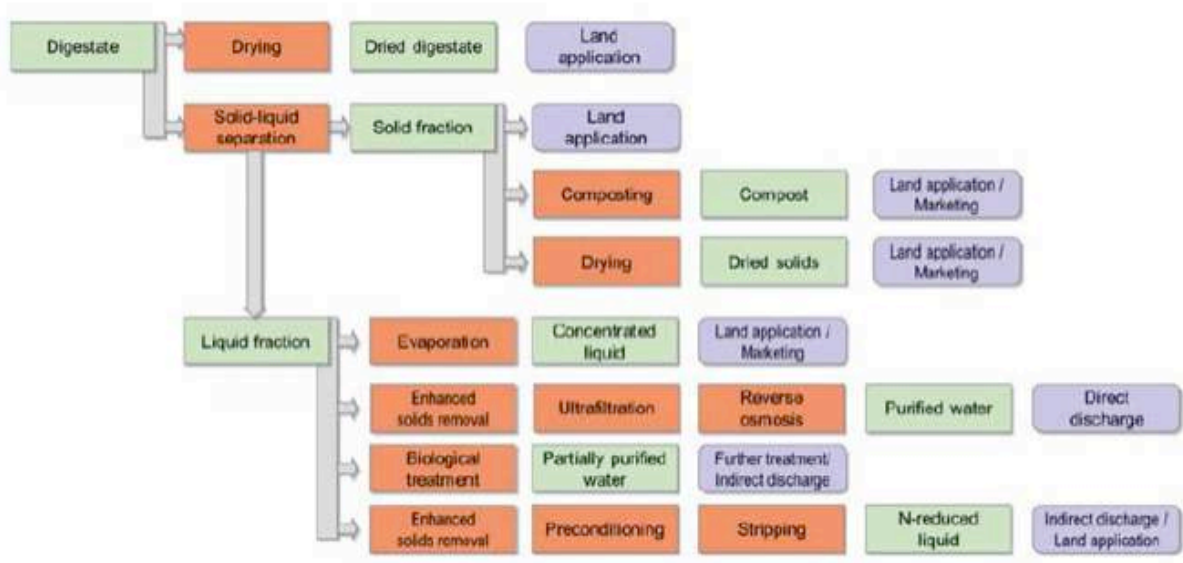 Digestate
Drying
Dried digestate
Land
application
Solid-liquid
separation
Solid fraction
Land
application
Composting
Compost
Land application /
Marketing
Drying
Dried solids
Land application /
Marketing
Liquid fraction
Evaporation
Concentrated
liquid
Land application /
Marketing
Enhanced
solids removal
Ultrafiltration
Reverse
osmosis
Purified water
Direct
discharge
Biological
treatment
Partially purified
water
Further treatment/
Indirect discharge
Enhanced
solids removal
Preconditioning
Stripping
N-reduced
liquid
Indirect discharge /
Land application